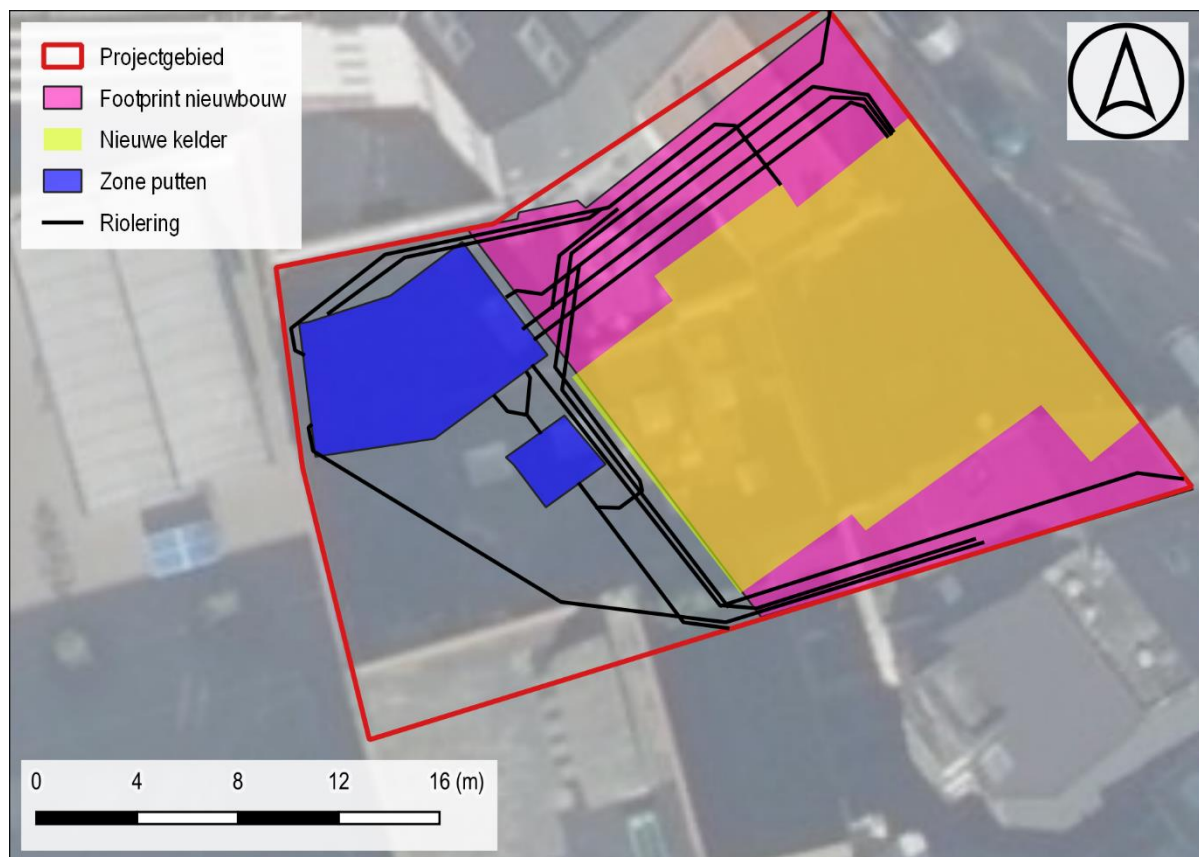 Projectgebied
Footprint nieuwbouw
Nieuwe kelder
Zone putten
Riolering
0 4 8 12 16 (m)